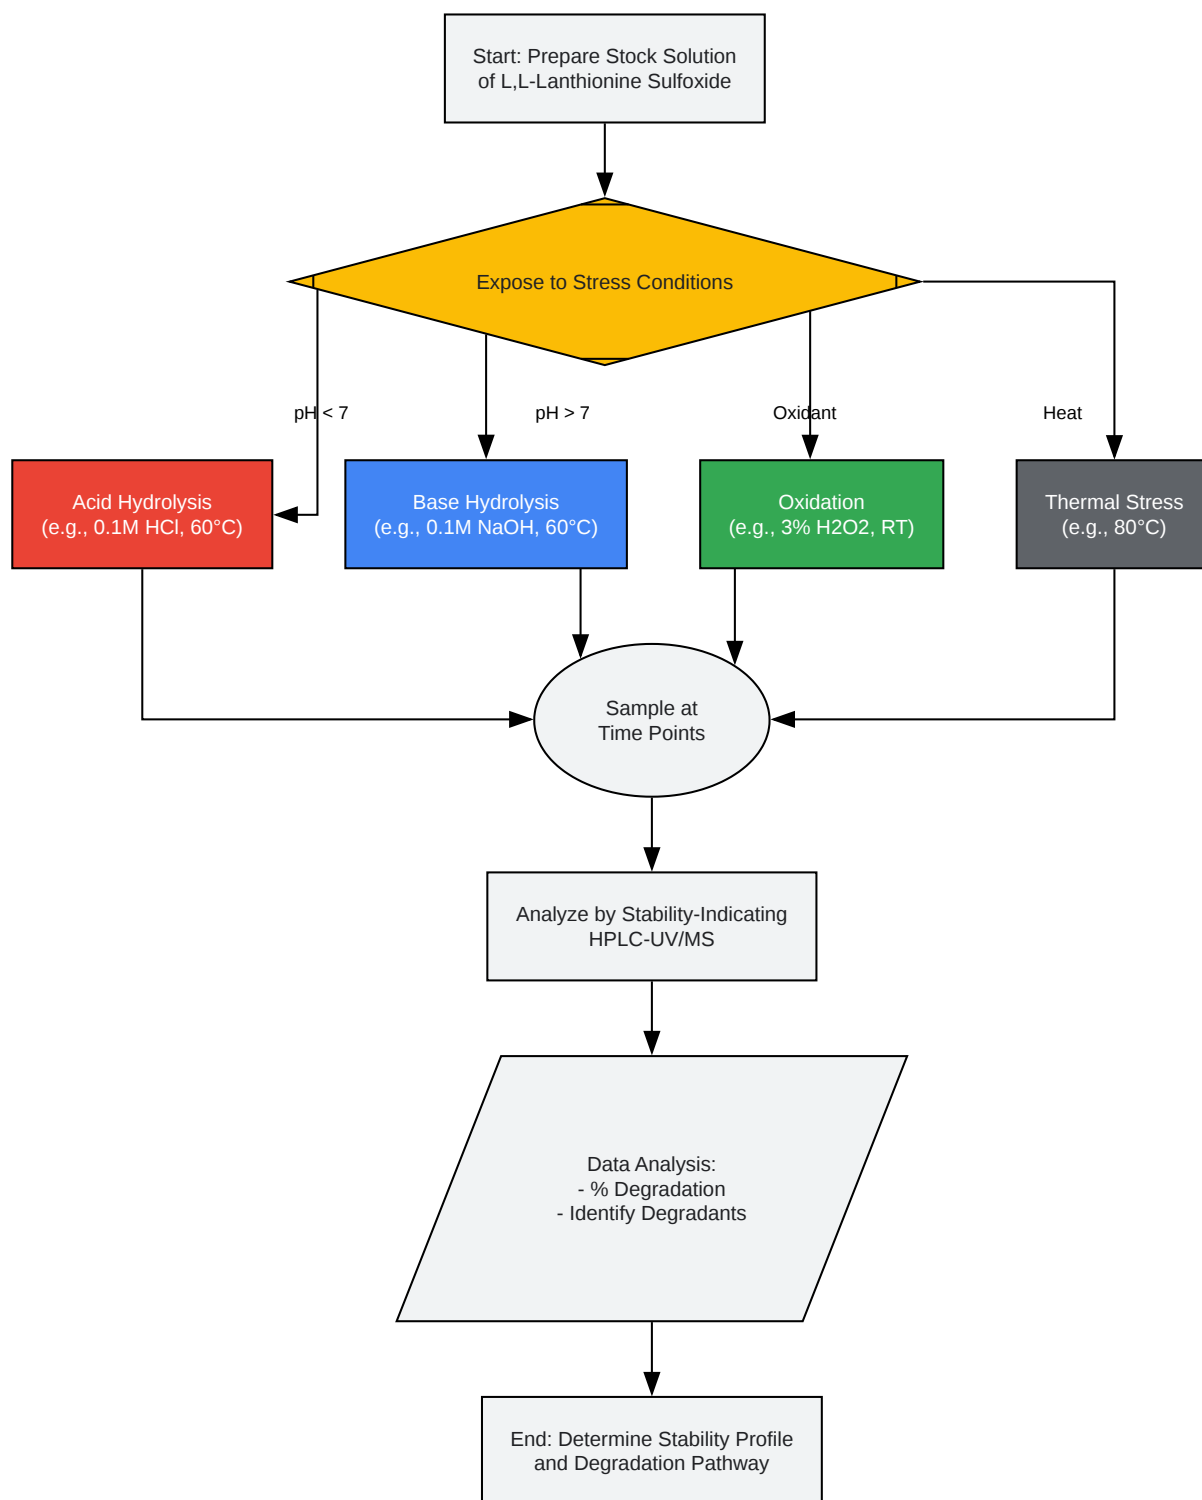 Start: Prepare Stock Solution
of L,L-Lanthionine Sulfoxide
Expose to Stress Conditions
pH < 7
pH > 7
Oxidant
Heat
Acid Hydrolysis
(e.g., 0.1M HCl, 60°C)
Base Hydrolysis
(e.g., 0.1M NaOH, 60°C)
Oxidation
(e.g., 3% H2O2, RT)
Thermal Stress
(e.g., 80°C)
Sample at
Time Points
Analyze by Stability-Indicating
HPLC-UV/MS
Data Analysis:
- % Degradation
- Identify Degradants
End: Determine Stability Profile
and Degradation Pathway